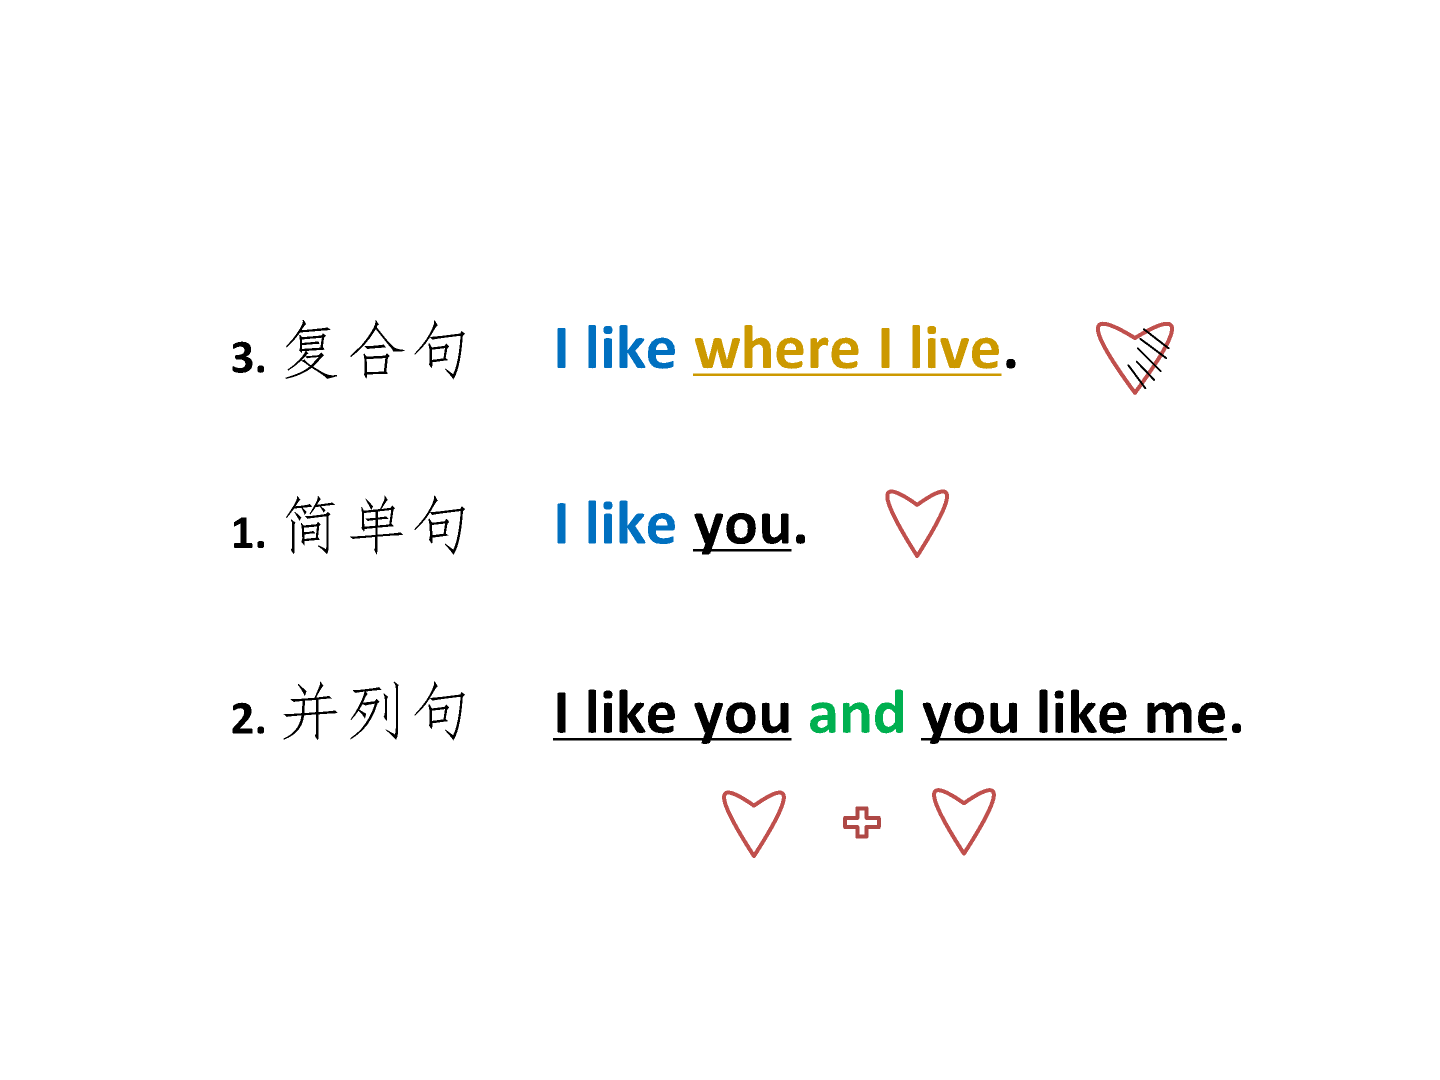 3. 复合句 I like where I live.
1. 简单句 I like you.
2. 并列句 I like you and you like me.